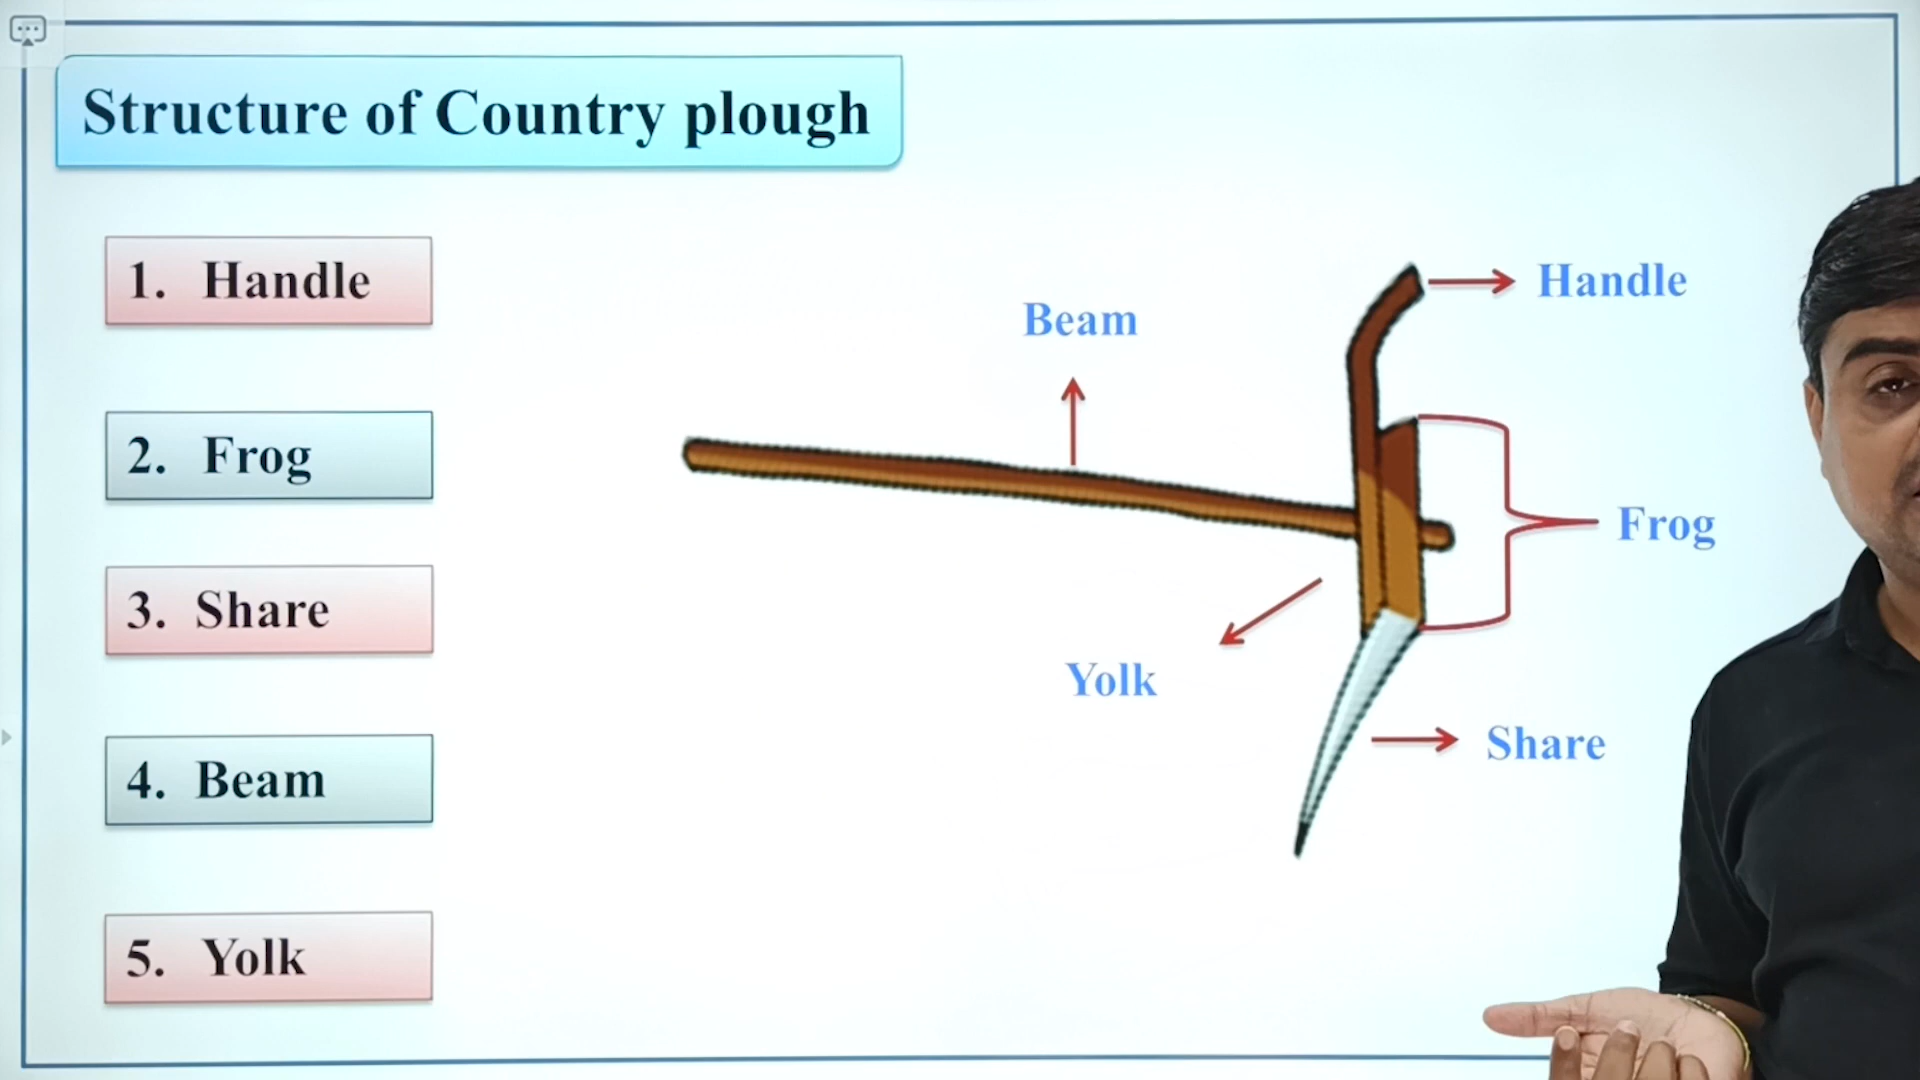 Structure of Country plough
1. Handle
2. Frog
3. Share
4. Beam
5. Yolk
Beam
Handle
Frog
Yolk
Share